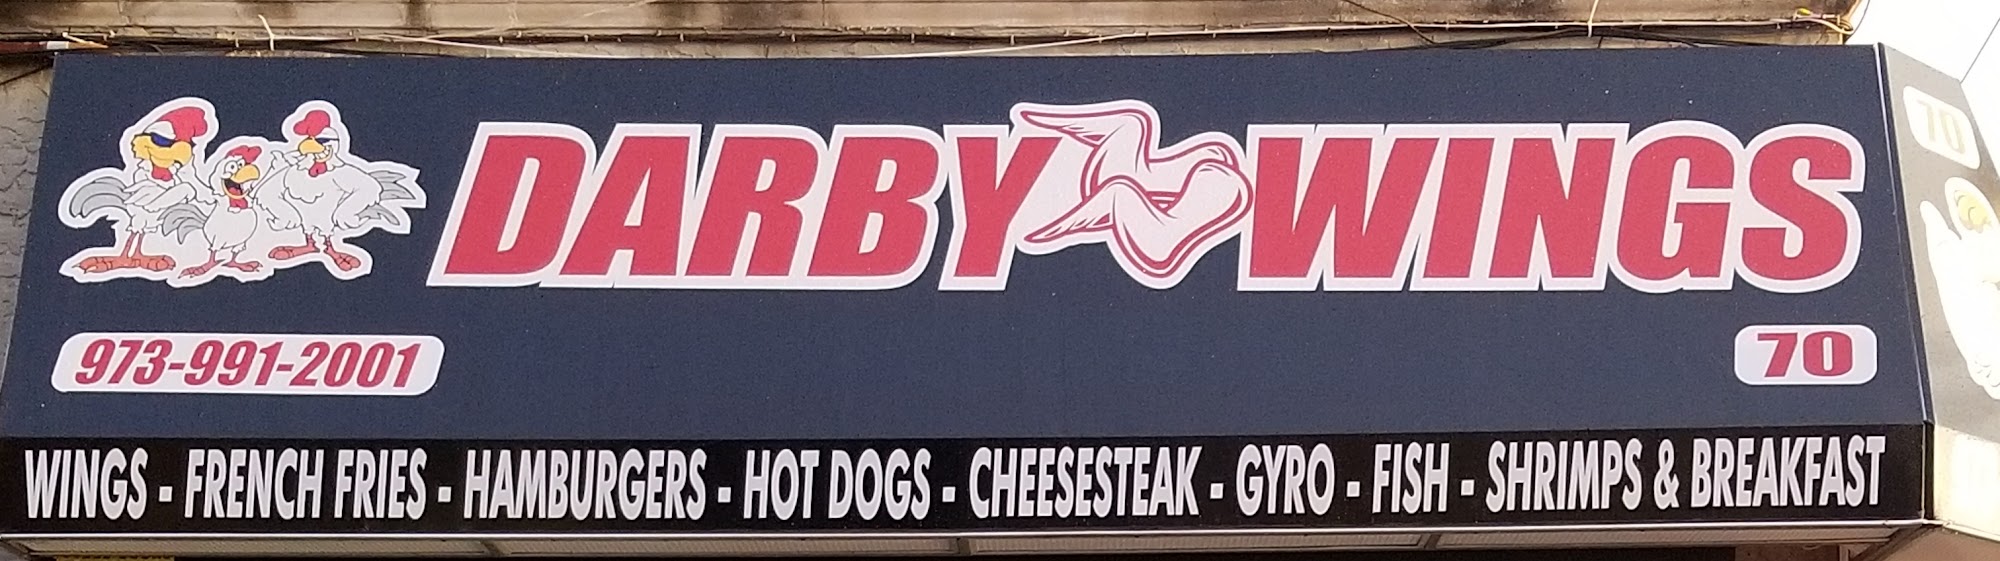 DARBY WINGS
973-991-2001
70
WINGS - FRENCH FRIES - HAMBURGERS - HOT DOGS - CHEESESTEAK - GYRO - FISH - SHRIMPS & BREAKFAST
70